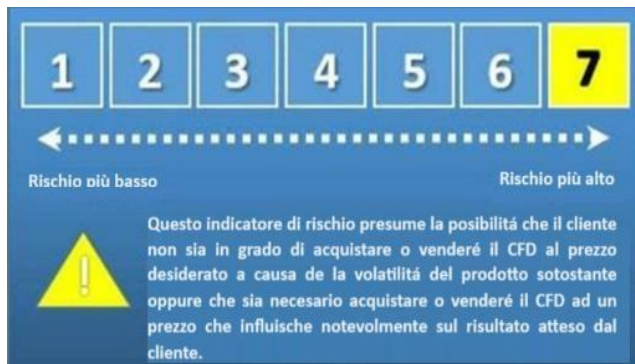 1 2 3 4 5 6 7
Rischio più basso Rischio più alto
Questo indicatore di rischio presume la posibilitá che il cliente
non sia in grado di acquistare o venderé il CFD al prezzo
desiderato a causa de la volatilitá del prodotto sotostante
oppure che sia necesario acquistare o venderé il CFD ad un
prezzo che influische notevolmente sul risultato atteso dal
cliente.